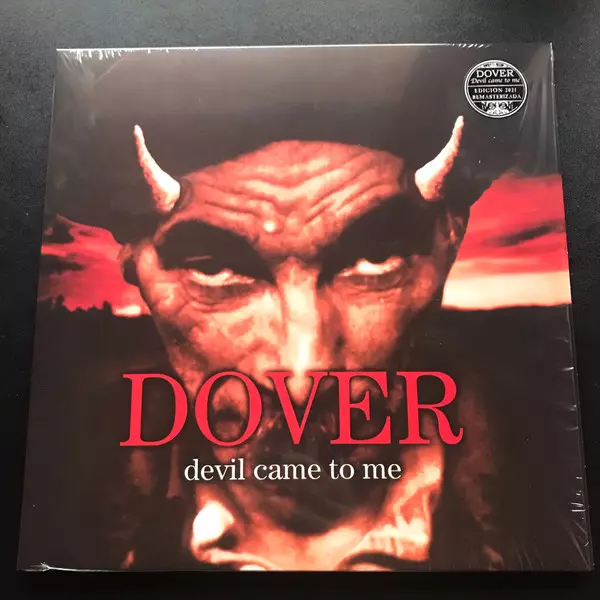 DOVER
Devil came to me
EDICIÓN 2021
REMASTERIZADA
DOVER
devil came to me